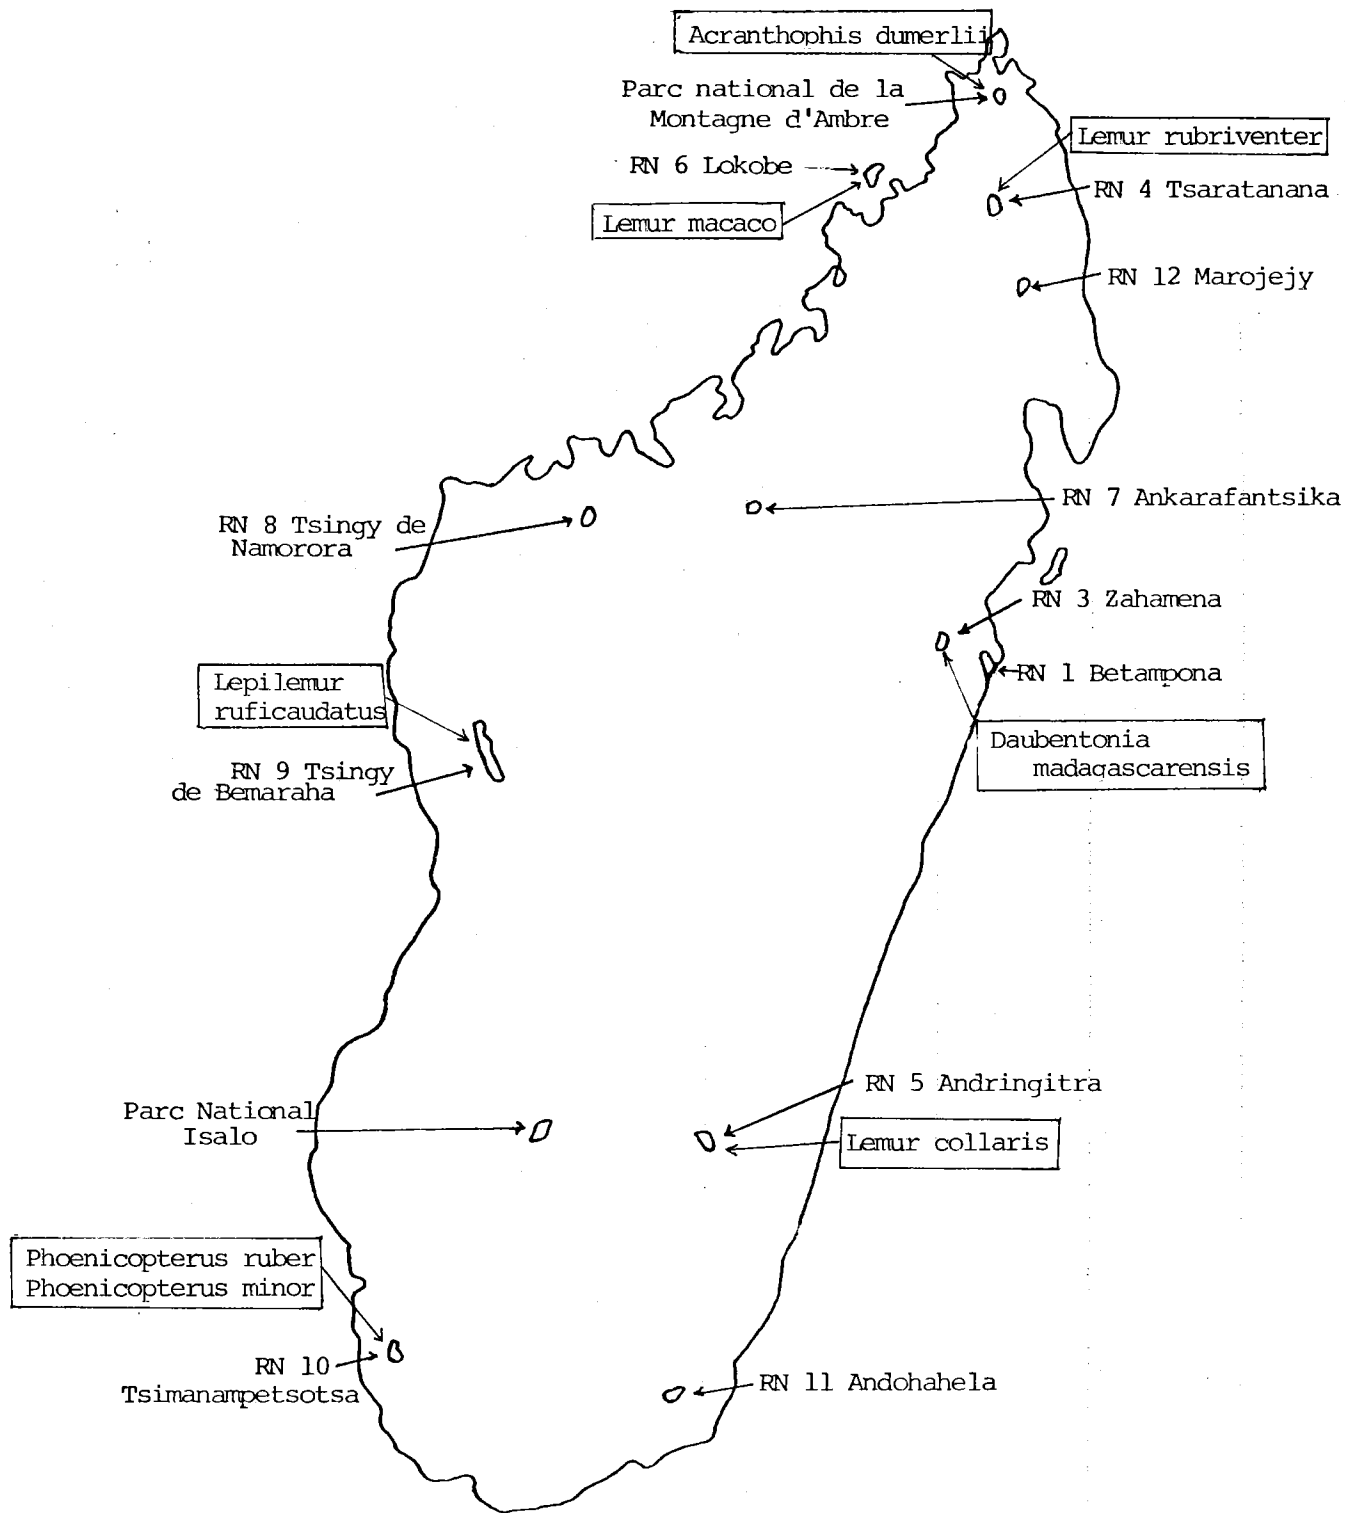 Acranthophis dumerlii
Parc national de la
Montagne d'Ambre
Lemur rubriventer
RN 6 Lokobe
RN 4 Tsaratanana
Lemur macaco
RN 12 Marojejy
RN 7 Ankarafantsika
RN 8 Tsingy de
Namorora
RN 3 Zahamena
RN 1 Betampona
Lepilemur
ruficaudatus
Daubentonia
madagascarensis
RN 9 Tsingy
de Bemaraha
RN 5 Andringitra
Parc National
Isalo
Lemur collaris
Phoenicopterus ruber
Phoenicopterus minor
RN 10
Tsimanampetsotsa
RN 11 Andohahela